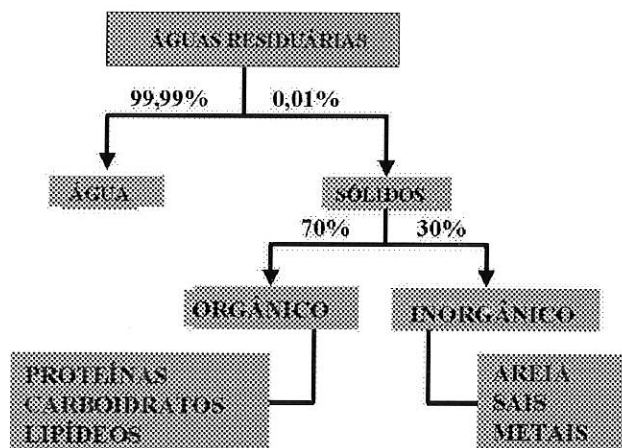 ÁGUAS RESIDUÁRIAS
99,99% 0,01%
ÁGUA SÓLIDOS
70% 30%
ORGÂNICO INORGÂNICO
PROTEÍNAS
CARBOIDRATOS
LIPÍDEOS
AREIA
SAIS
METAIS